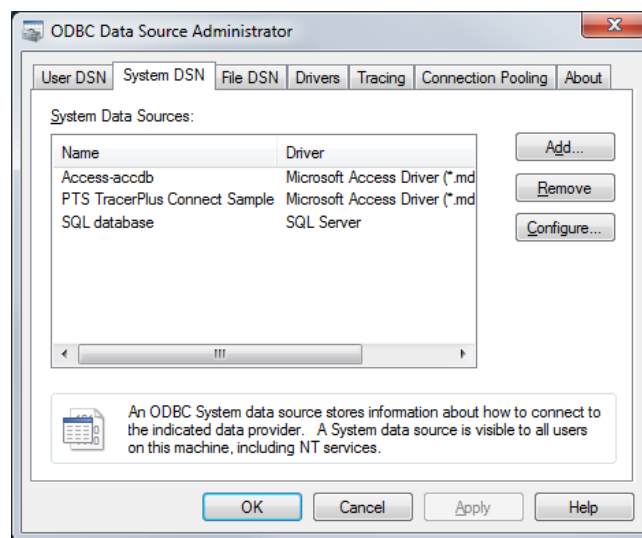 ODBC Data Source Administrator
User DSN System DSN File DSN Drivers Tracing Connection Pooling About
System Data Sources:
Name Driver
Access-accdb Microsoft Access Driver (*.md
PTS TracerPlus Connect Sample Microsoft Access Driver (*.md
SQL database SQL Server
Add...
Remove
Configure...
An ODBC System data source stores information about how to connect to
the indicated data provider. A System data source is visible to all users
on this machine, including NT services.
OK Cancel Apply Help